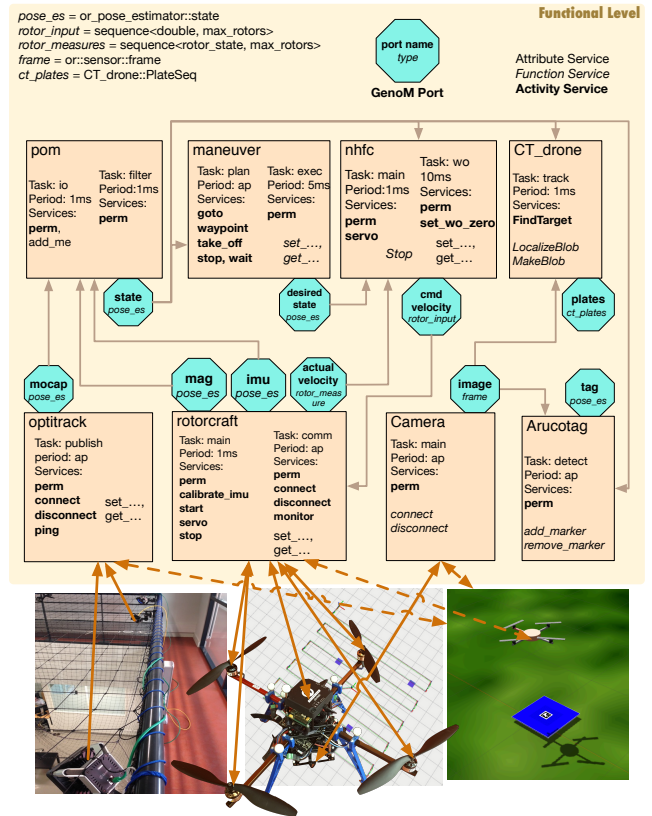 Functional Level
pose_es = or_pose_estimator::state
rotor_input = sequence<double, max_rotors>
rotor_measures = sequence<rotor_state, max_rotors>
frame = or::sensor::frame
ct_plates = CT_drone::PlateSeq
port name
type
GenoM Port
Attribute Service
Function Service
Activity Service
pom
Task: io
Period: 1ms
Services:
perm,
add_me
Task: filter
Period:1ms
Services:
perm
maneuver
Task: plan
Period: ap
Services:
goto
waypoint
take_off
stop, wait
Task: exec
Period: 5ms
Services:
perm
set_...,
get_...
nhfc
Task: main
Period:1ms
Services:
perm
servo
Stop
Task: wo
10ms
Services:
perm
set_wo_zero
set_...,
get_...
CT_drone
Task: track
Period: 1ms
Services:
FindTarget
LocalizeBlob
MakeBlob
state
pose_es
desired
state
pose_es
cmd
velocity
rotor_input
plates
ct_plates
mocap
pose_es
mag
pose_es
imu
pose_es
actual
velocity
rotor_meas
ure
image
frame
tag
pose_es
optitrack
Task: publish
period: ap
Services:
perm
connect
disconnect
ping
set_...,
get_...
rotorcraft
Task: main
Period: 1ms
Services:
perm
calibrate_imu
start
servo
stop
Task: comm
Period: ap
Services:
perm
connect
disconnect
monitor
set_...,
get_...
Camera
Task: main
Period: ap
Services:
perm
connect
disconnect
Arucotag
Task: detect
Period: ap
Services:
perm
add_marker
remove_marker